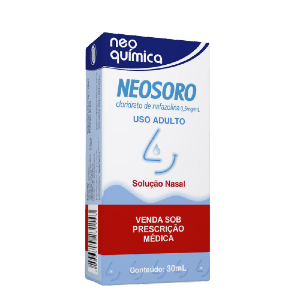 neo
química
NEOSORO
cloridrato de nafazolina 0,5mg/mL
USO ADULTO
Solução Nasal
VENDA SOB
PRESCRIÇÃO
MÉDICA
Conteúdo: 30mL